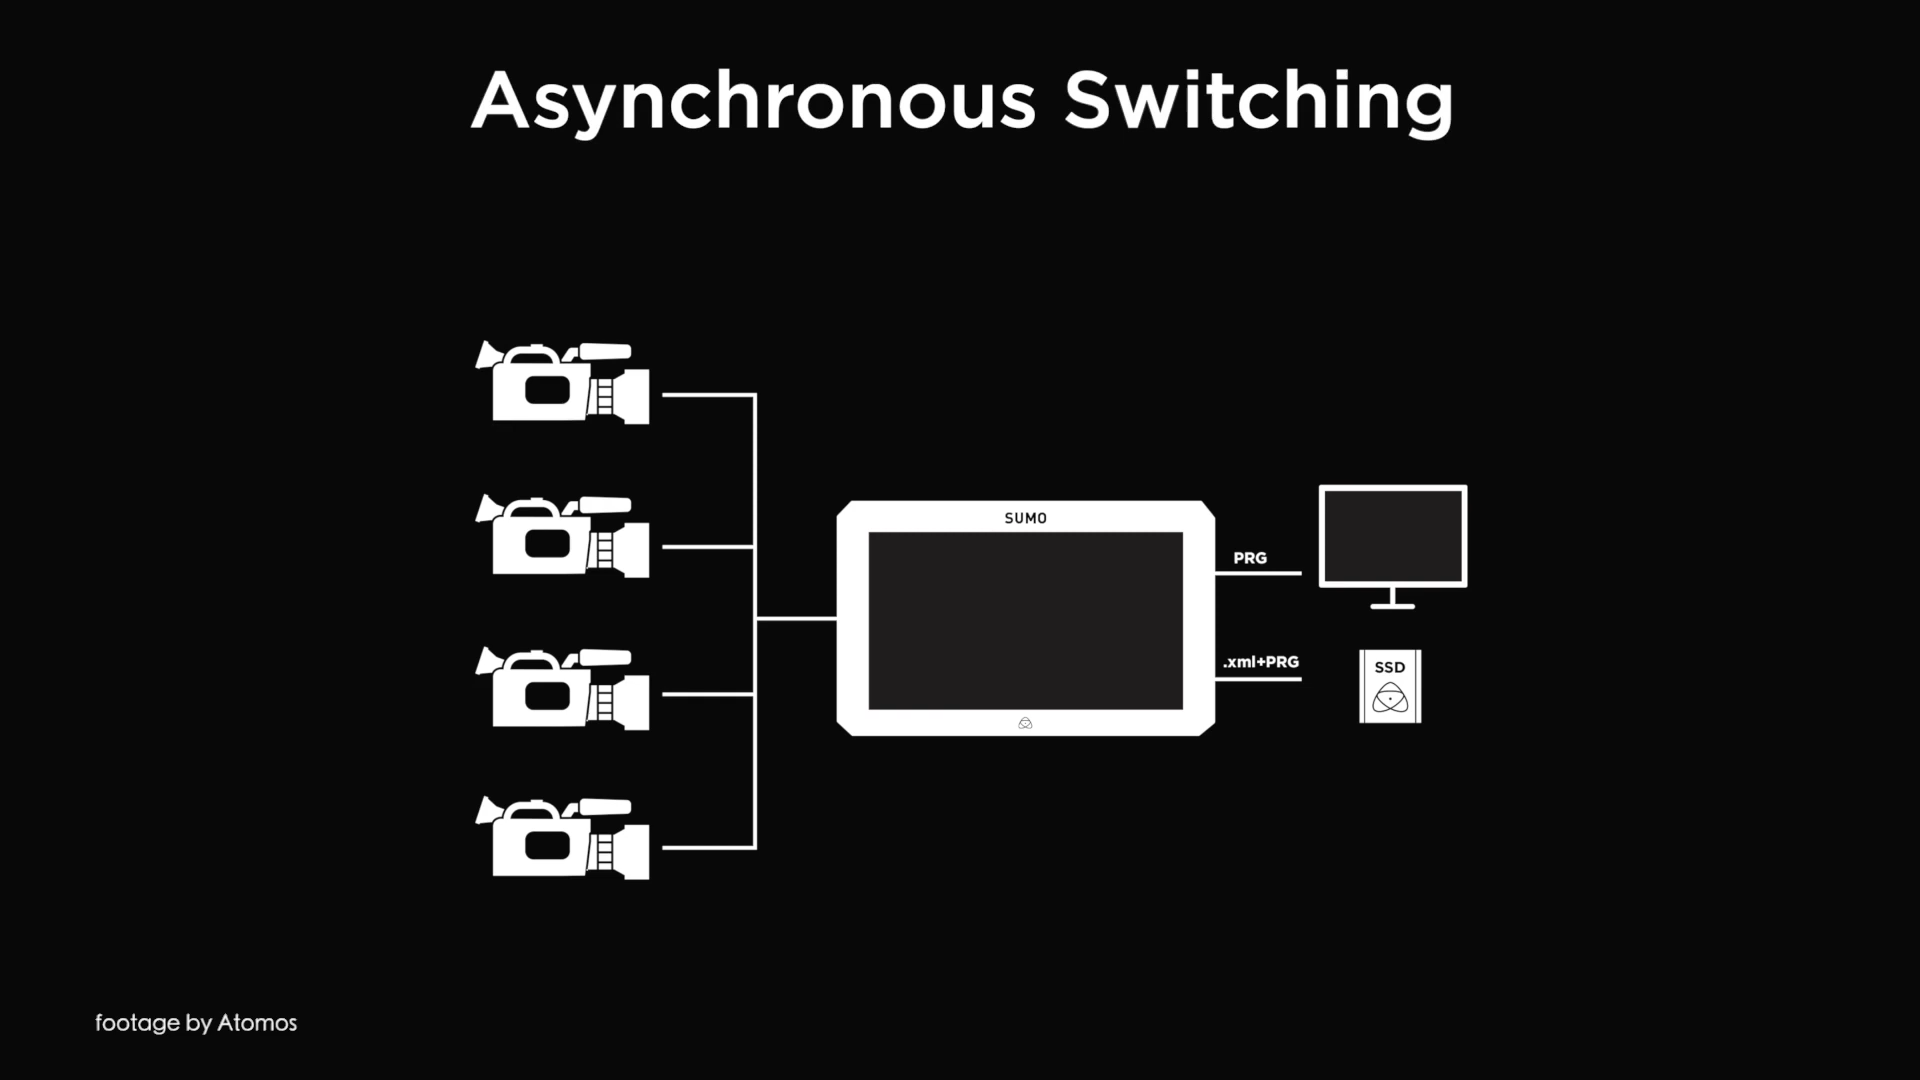 Asynchronous Switching
SUMO
PRG
.xml+PRG
SSD
footage by Atomos